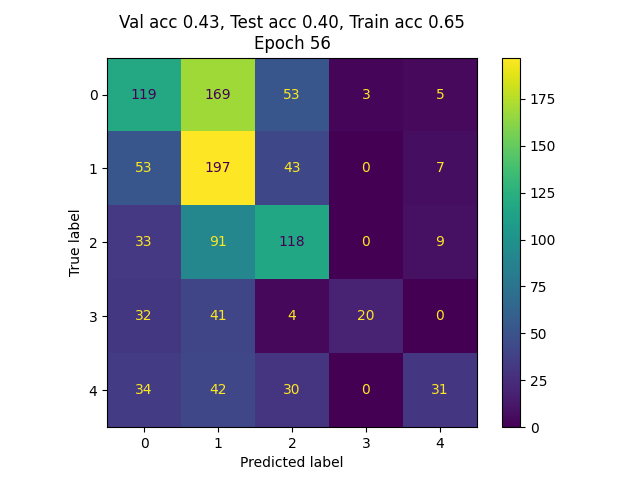 Val acc 0.43, Test acc 0.40, Train acc 0.65
Epoch 56
0 119 169 53 3 5
1 53 197 43 0 7
2 33 91 118 0 9
3 32 41 4 20 0
4 34 42 30 0 31
0 1 2 3 4
Predicted label
True label
175
150
125
100
75
50
25
0